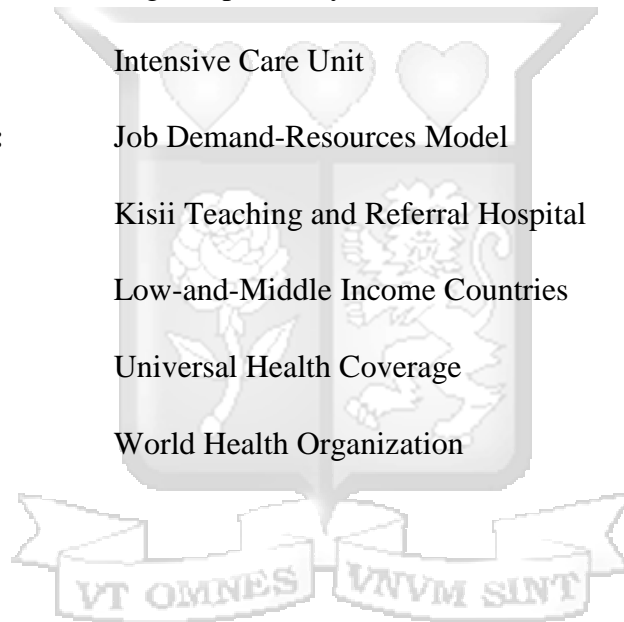 Intensive Care Unit
: Job Demand-Resources Model
Kisii Teaching and Referral Hospital
Low-and-Middle Income Countries
Universal Health Coverage
World Health Organization
VT OMNES VNVM SINT